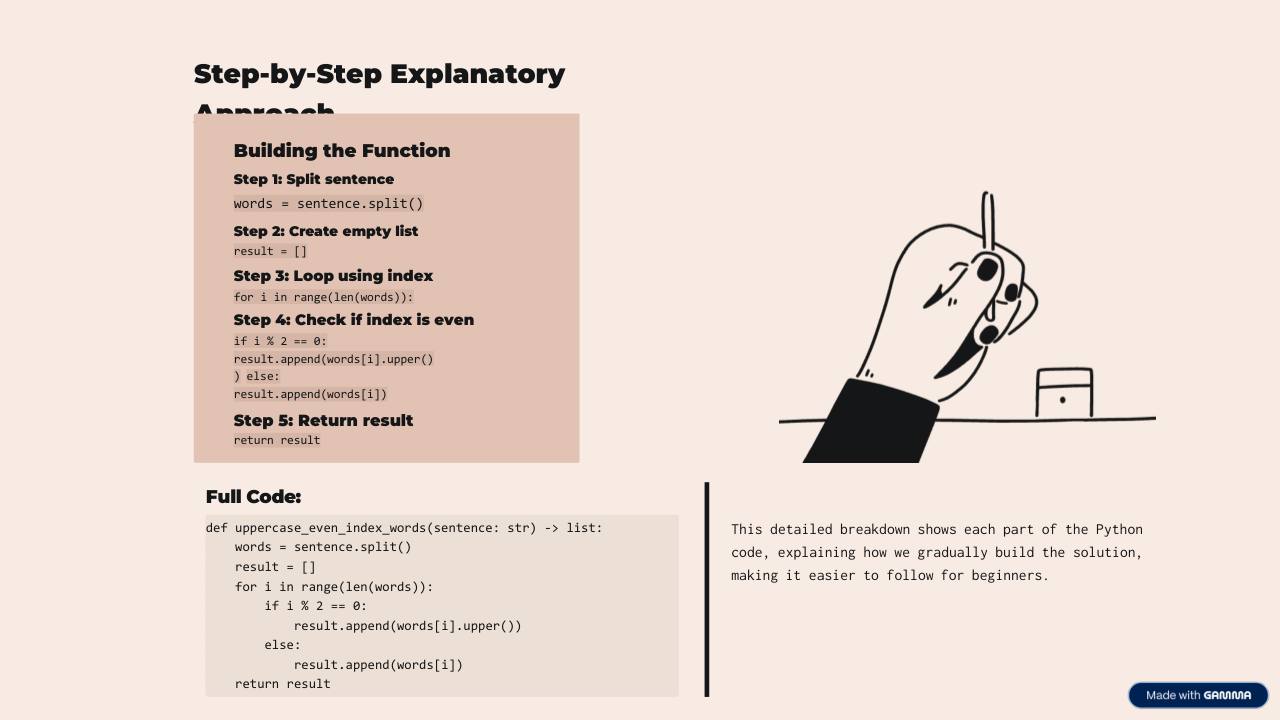 Step-by-Step Explanatory
Approach
Building the Function
Step 1: Split sentence
words = sentence.split()
Step 2: Create empty list
result = []
Step 3: Loop using index
for i in range(len(words)):
Step 4: Check if index is even
if i % 2 == 0:
result.append(words[i].upper()
) else:
result.append(words[i])
Step 5: Return result
return result
Full Code:
def uppercase_even_index_words(sentence: str) -> list:
    words = sentence.split()
    result = []
    for i in range(len(words)):
        if i % 2 == 0:
            result.append(words[i].upper())
        else:
            result.append(words[i])
    return result
This detailed breakdown shows each part of the Python
code, explaining how we gradually build the solution,
making it easier to follow for beginners.
Made with GAMMA